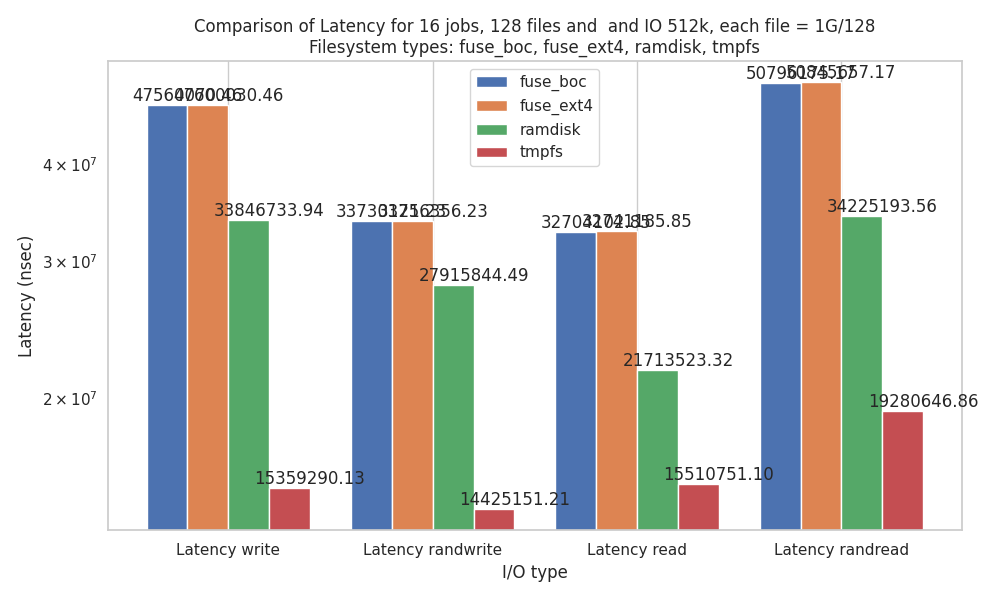 Comparison of Latency for 16 jobs, 128 files and  and IO 512k, each file = 1G/128
Filesystem types: fuse_boc, fuse_ext4, ramdisk, tmpfs
fuse_boc
fuse_ext4
ramdisk
tmpfs
Latency (nsec)
4 × 10⁷
3 × 10⁷
2 × 10⁷
33846733.94
15359290.13
27915844.49
14425151.21
21713523.32
15510751.10
34225193.56
19280646.86
Latency write
Latency randwrite
Latency read
Latency randread
I/O type